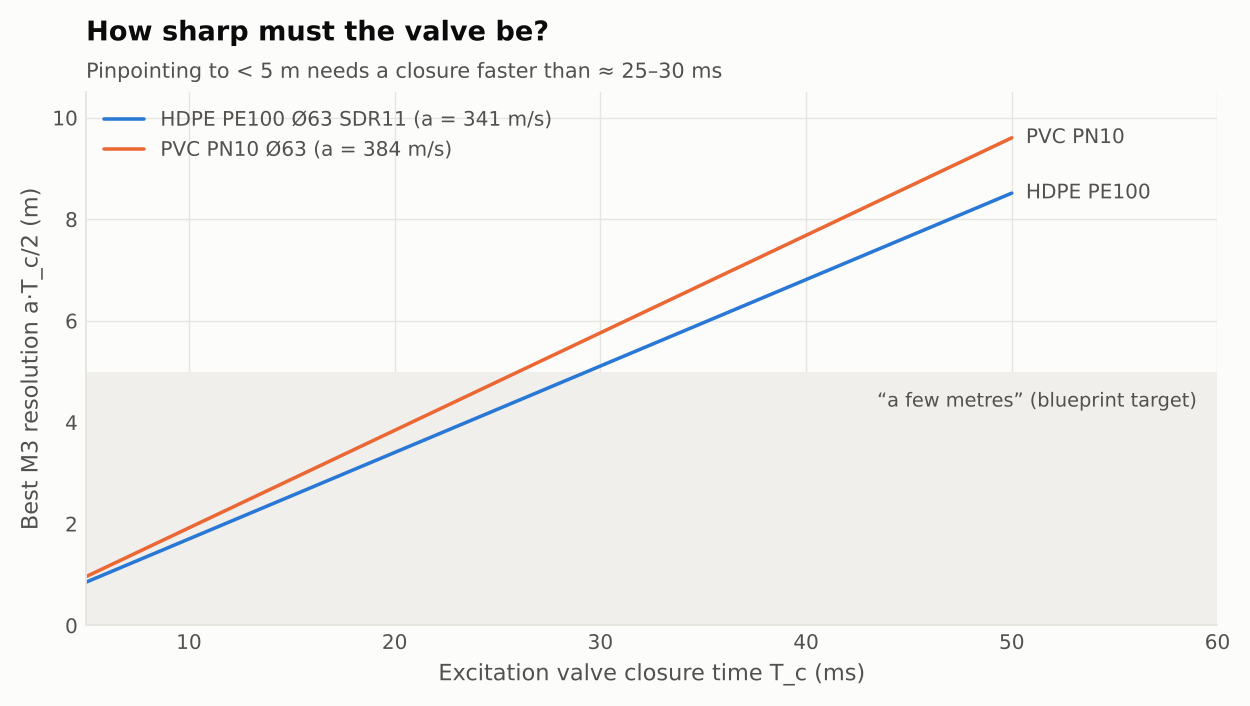 How sharp must the valve be?
Pinpointing to < 5 m needs a closure faster than ≈ 25–30 ms
HDPE PE100 Ø63 SDR11 (a = 341 m/s)
PVC PN10 Ø63 (a = 384 m/s)
PVC PN10
HDPE PE100
“a few metres” (blueprint target)
Best M3 resolution a·T_c/2 (m)
10
8
6
4
2
0
10 20 30 40 50 60
Excitation valve closure time T_c (ms)